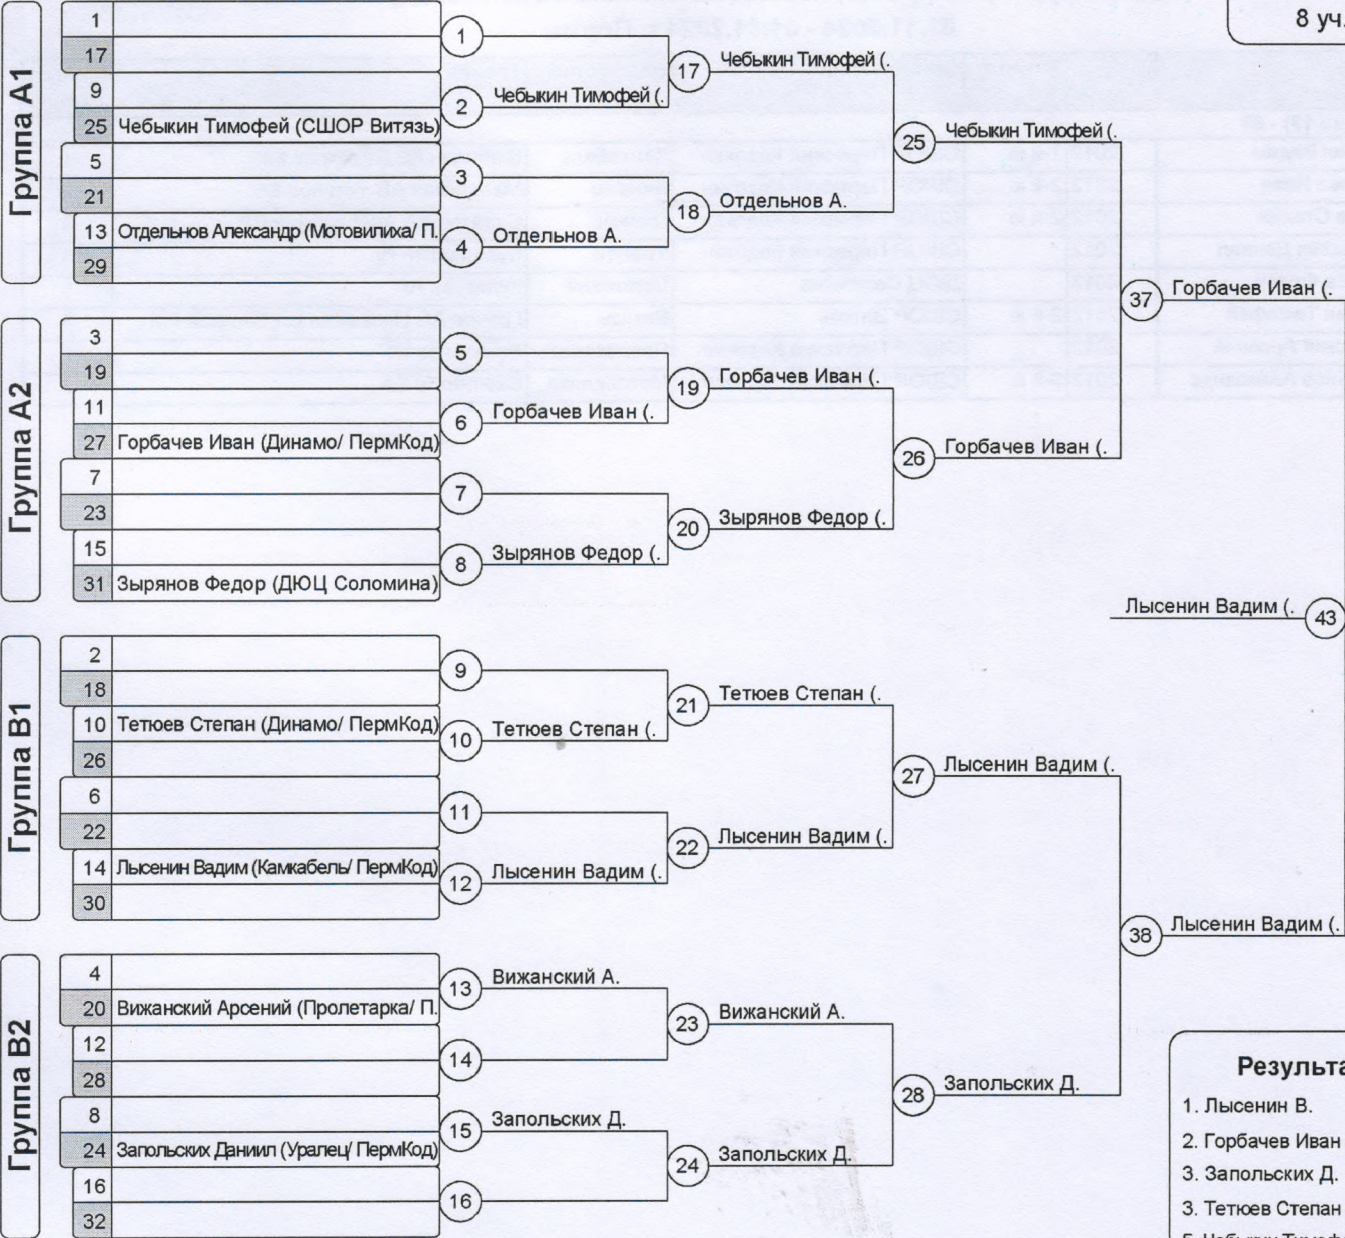 8 уч.
Группа А1
1
17
9
25 Чебыкин Тимофей (СШОР Витязь)
5
21
13 Отдельнов Александр (Мотовилиха/ П.
29
1
2 Чебыкин Тимофей (.
3
4 Отдельнов А.
17 Чебыкин Тимофей (.
18 Отдельнов А.
25 Чебыкин Тимофей (.
Группа А2
3
19
11
27 Горбачев Иван (Динамо/ ПермКод)
7
23
15
31 Зырянов Федор (ДЮЦ Соломина)
5
6 Горбачев Иван (.
7
8 Зырянов Федор (.
19 Горбачев Иван (.
20 Зырянов Федор (.
26 Горбачев Иван (.
37 Горбачев Иван (.
Лысенин Вадим (. 43
Группа В1
2
18
10 Тетюев Степан (Динамо/ ПермКод)
26
6
22
14 Лысенин Вадим (Камкабель/ ПермКод)
30
9
10 Тетюев Степан (.
11
12 Лысенин Вадим (.
21 Тетюев Степан (.
22 Лысенин Вадим (.
27 Лысенин Вадим (.
Группа В2
4
20 Вижанский Арсений (Пролетарка/ П.
12
28
8
24 Запольских Даниил (Уралец/ ПермКод)
16
32
13 Вижанский А.
14
15 Запольских Д.
16
23 Вижанский А.
24 Запольских Д.
28 Запольских Д.
38 Лысенин Вадим (.
Результа
1. Лысенин В.
2. Горбачев Иван
3. Запольских Д.
3. Тетюев Степан